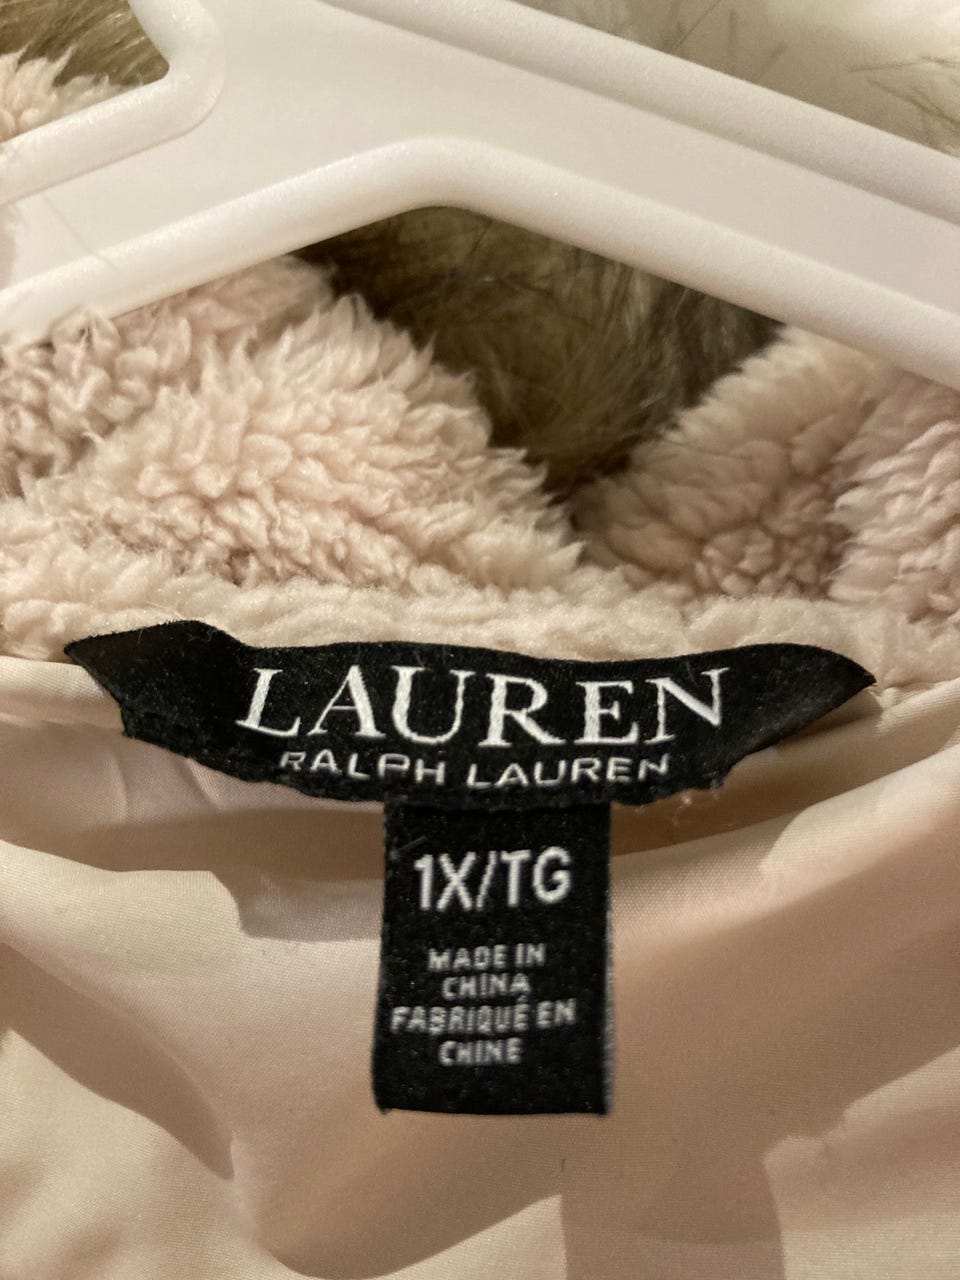 LAUREN
RALPH LAUREN
1X/TG
MADE IN
CHINA
FABRIQUÉ EN
CHINE